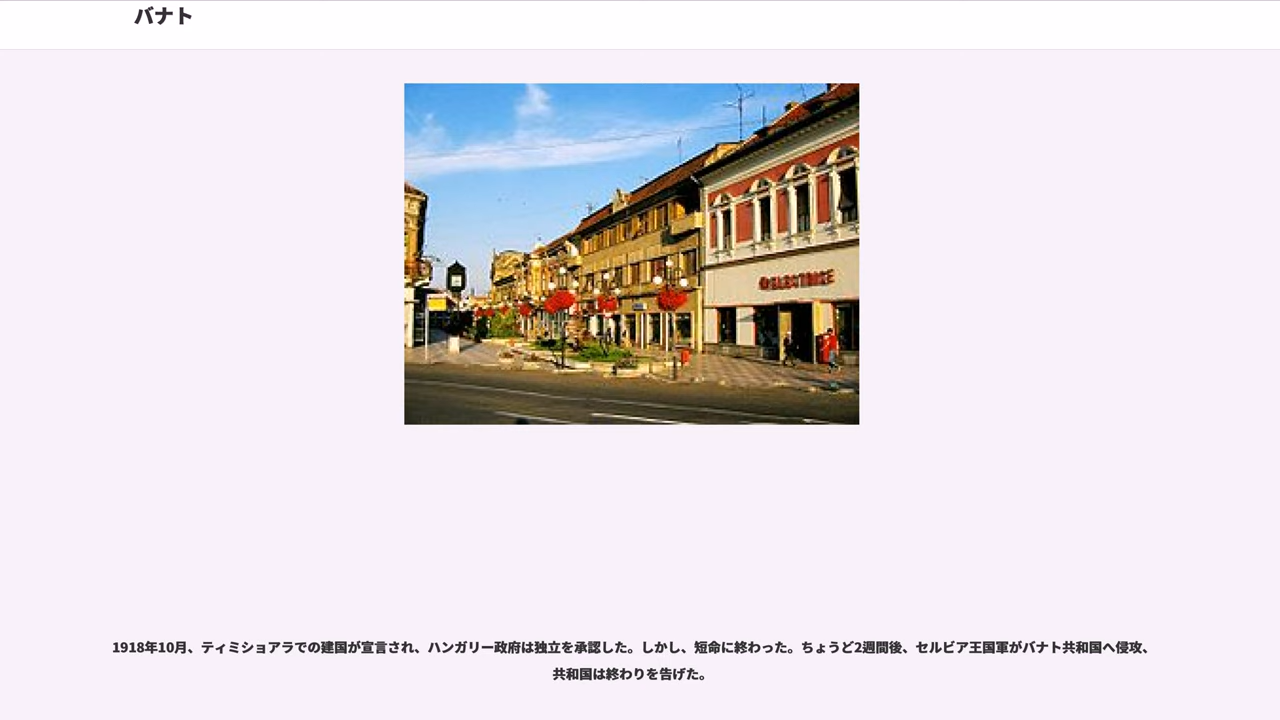 バナト
1918年10月、ティミショアラでの建国が宣言され、ハンガリー政府は独立を承認した。しかし、短命に終わった。ちょうど2週間後、セルビア王国軍がバナト共和国へ侵攻、
共和国は終わりを告げた。